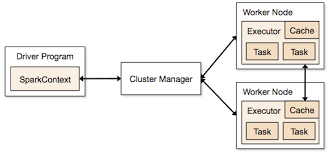 Driver Program
SparkContext
Cluster Manager
Worker Node
Executor
Cache
Task
Task
Worker Node
Executor
Cache
Task
Task